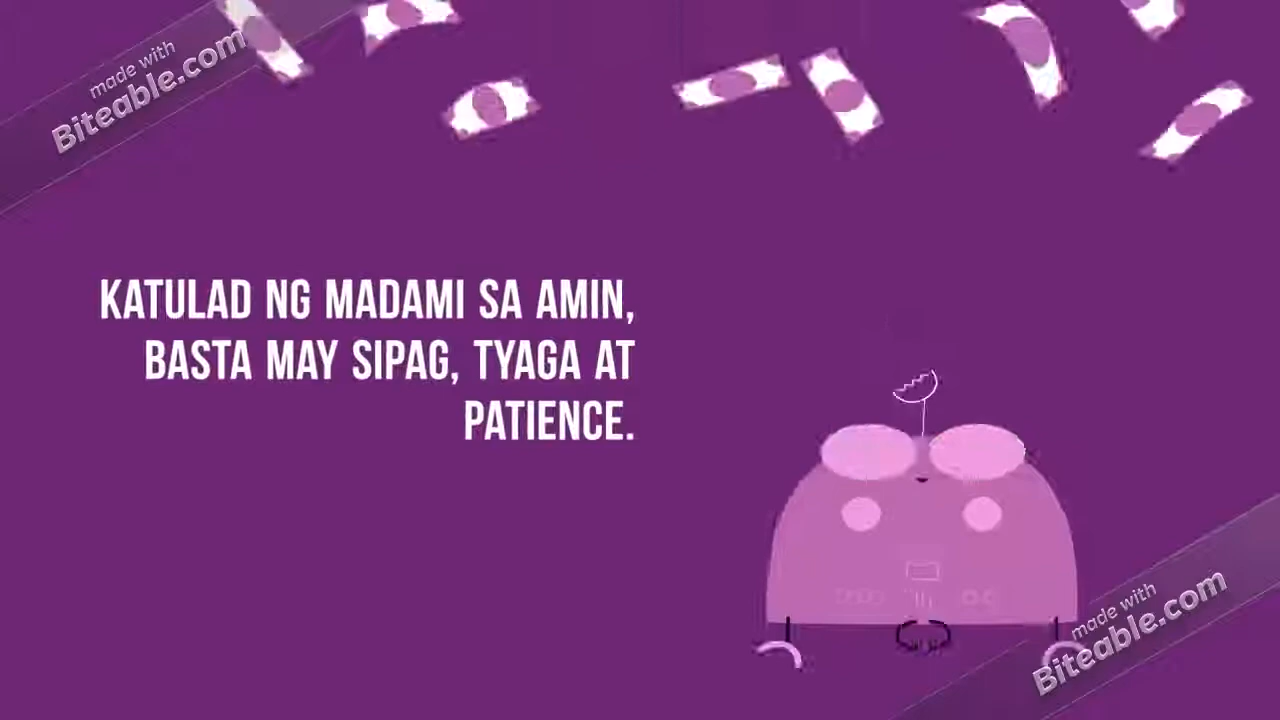 made with
Biteable.com
KATULAD NG MADAMI SA AMIN,
BASTA MAY SIPAG, TYAGA AT
PATIENCE.
made with
Biteable.com